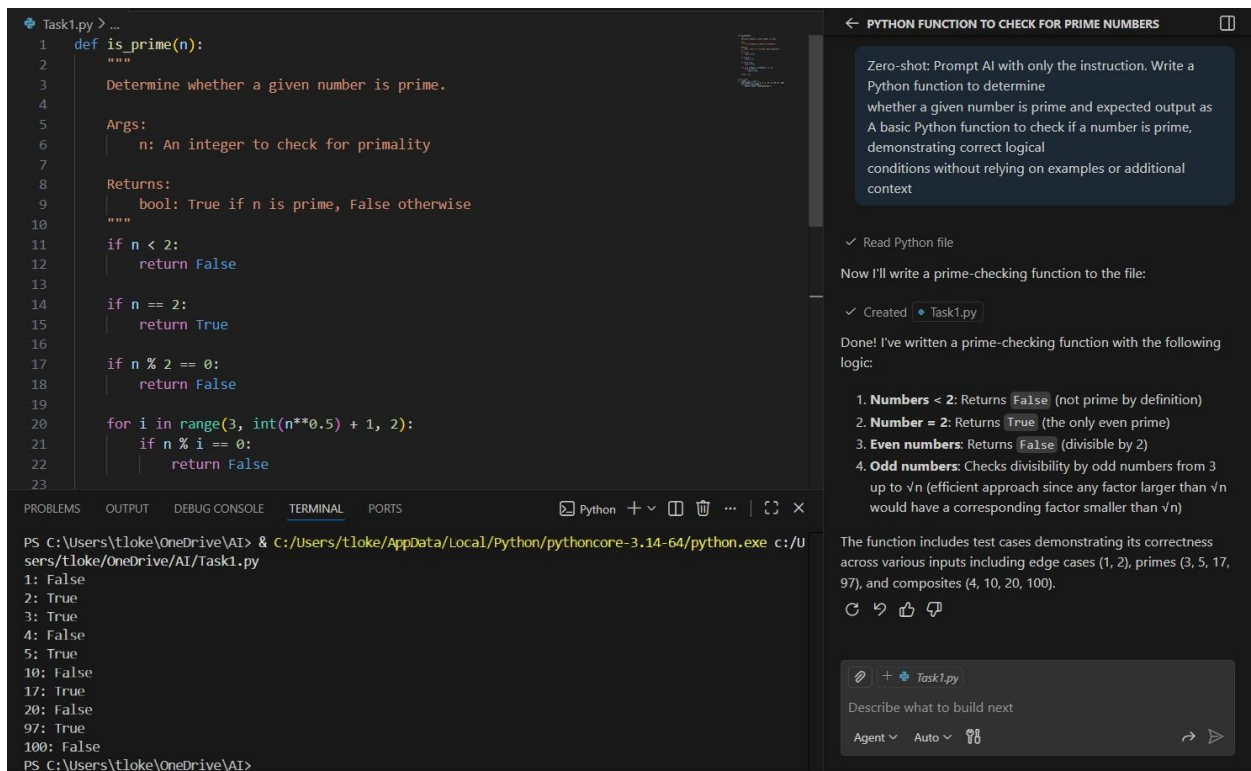 Task1.py > ...
1 def is_prime(n):
2 """
3 Determine whether a given number is prime.
4
5 Args:
6 n: An integer to check for primality
7
8 Returns:
9 bool: True if n is prime, False otherwise
10 """
11 if n < 2:
12 return False
13
14 if n == 2:
15 return True
16
17 if n % 2 == 0:
18 return False
19
20 for i in range(3, int(n**0.5) + 1, 2):
21 if n % i == 0:
22 return False
23
PROBLEMS OUTPUT DEBUG CONSOLE TERMINAL PORTS Python
PS C:\Users\tloke\OneDrive\AI> & C:/Users/tloke/AppData/Local/Python/pythoncore-3.14-64/python.exe c:/U
sers/tloke/OneDrive/AI/Task1.py
1: False
2: True
3: True
4: False
5: True
10: False
17: True
20: False
97: True
100: False
PS C:\Users\tloke\OneDrive\AI>
PYTHON FUNCTION TO CHECK FOR PRIME NUMBERS
Zero-shot: Prompt AI with only the instruction. Write a
Python function to determine
whether a given number is prime and expected output as
A basic Python function to check if a number is prime,
demonstrating correct logical
conditions without relying on examples or additional
context
Read Python file
Now I'll write a prime-checking function to the file:
Created Task1.py
Done! I've written a prime-checking function with the following
logic:
1. Numbers < 2: Returns False (not prime by definition)
2. Number = 2: Returns True (the only even prime)
3. Even numbers: Returns False (divisible by 2)
4. Odd numbers: Checks divisibility by odd numbers from 3
up to √n (efficient approach since any factor larger than √n
would have a corresponding factor smaller than √n)
The function includes test cases demonstrating its correctness
across various inputs including edge cases (1, 2), primes (3, 5, 17,
97), and composites (4, 10, 20, 100).
Task1.py
Describe what to build next
Agent Auto